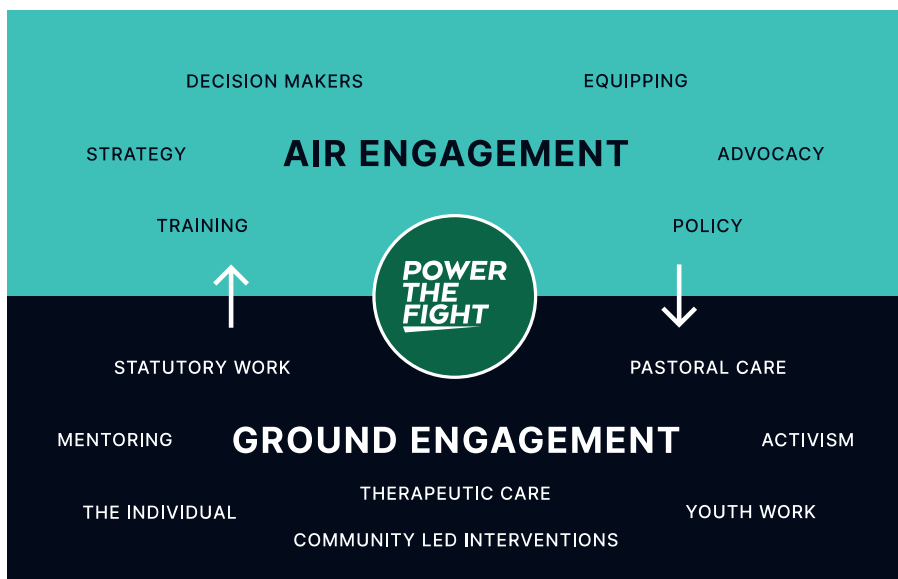 DECISION MAKERS
EQUIPPING
STRATEGY
AIR ENGAGEMENT
ADVOCACY
TRAINING
POLICY
POWER
THE
FIGHT
STATUTORY WORK
PASTORAL CARE
MENTORING
GROUND ENGAGEMENT
ACTIVISM
THERAPEUTIC CARE
THE INDIVIDUAL
YOUTH WORK
COMMUNITY LED INTERVENTIONS